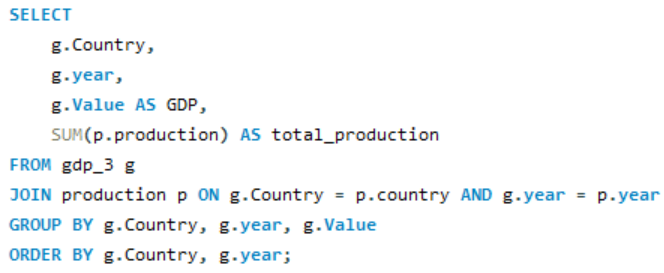 SELECT
    g.Country,
    g.year,
    g.Value AS GDP,
    SUM(p.production) AS total_production
FROM gdp_3 g
JOIN production p ON g.Country = p.country AND g.year = p.year
GROUP BY g.Country, g.year, g.Value
ORDER BY g.Country, g.year;